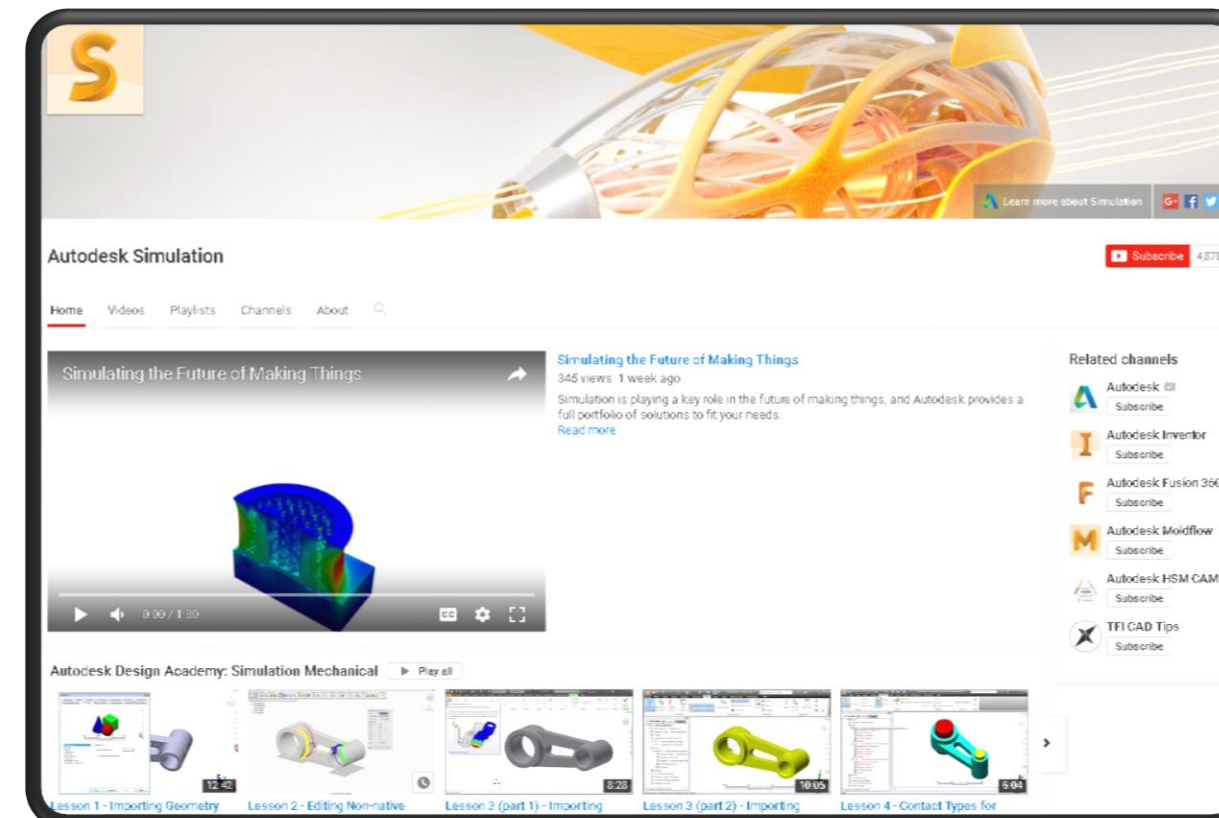 S
Learn more about Simulation
G+ f
Autodesk Simulation
Subscribe 4,878
Home Videos Playlists Channels About
Simulating the Future of Making Things
Simulating the Future of Making Things
345 views 1 week ago
Simulation is playing a key role in the future of making things, and Autodesk provides a
full portfolio of solutions to fit your needs.
Read more
0:00 / 1:30
CC
Related channels
Autodesk
Subscribe
I
Autodesk Inventor
Subscribe
F
Autodesk Fusion 360
Subscribe
M
Autodesk Moldflow
Subscribe
Autodesk HSM CAM
Subscribe
TFI CAD Tips
Subscribe
Autodesk Design Academy: Simulation Mechanical Play all
12:42
8:28
10:05
5:04
Lesson 1 - Importing Geometry
Lesson 2 - Editing Non-native
Lesson 3 (part 1) - Importing
Lesson 3 (part 2) - Importing
Lesson 4 - Contact Types for